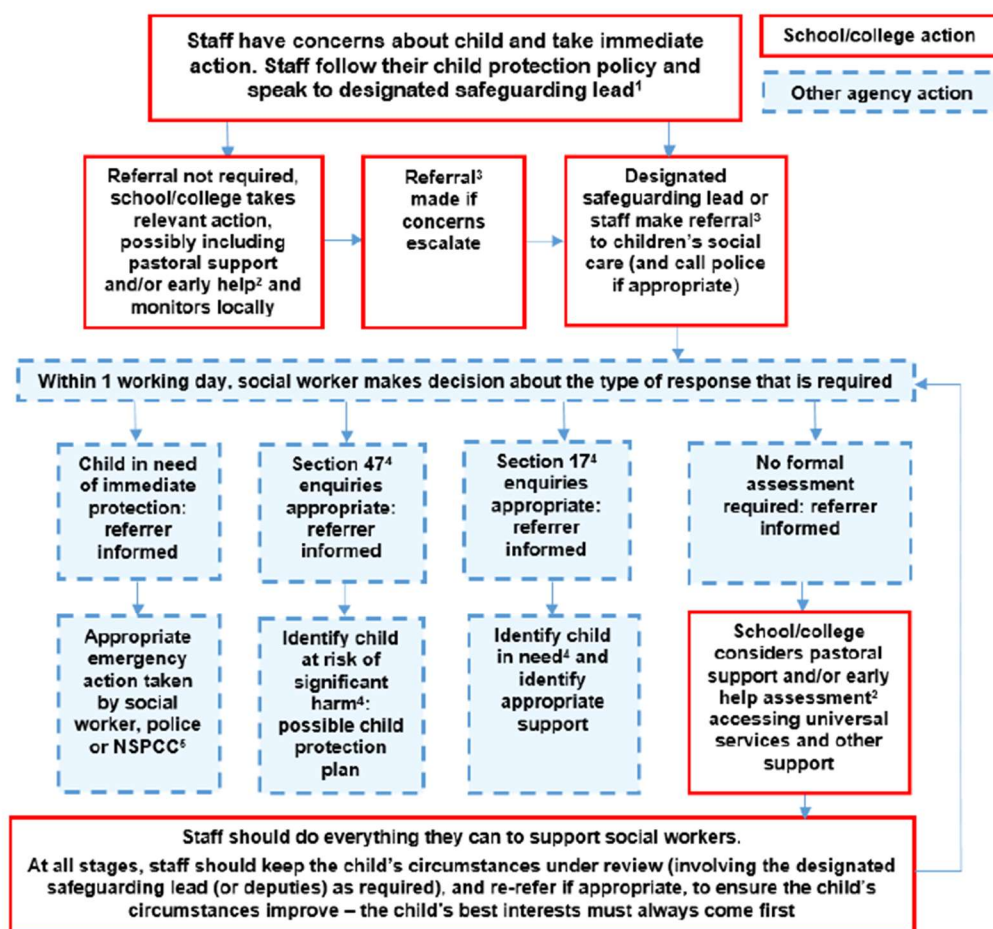 Staff have concerns about child and take immediate
action. Staff follow their child protection policy and
speak to designated safeguarding lead¹
School/college action
Other agency action
Referral not required,
school/college takes
relevant action,
possibly including
pastoral support
and/or early help² and
monitors locally
Referral³
made if
concerns
escalate
Designated
safeguarding lead or
staff make referral³
to children's social
care (and call police
if appropriate)
Within 1 working day, social worker makes decision about the type of response that is required
Child in need
of immediate
protection:
referrer
informed
Section 47⁴
enquiries
appropriate:
referrer
informed
Section 17⁴
enquiries
appropriate:
referrer
informed
No formal
assessment
required: referrer
informed
Appropriate
emergency
action taken
by social
worker, police
or NSPCC⁵
Identify child
at risk of
significant
harm⁴:
possible child
protection
plan
Identify child
in need⁴ and
identify
appropriate
support
School/college
considers pastoral
support and/or early
help assessment²
accessing universal
services and other
support
Staff should do everything they can to support social workers.
At all stages, staff should keep the child's circumstances under review (involving the designated
safeguarding lead (or deputies) as required), and re-refer if appropriate, to ensure the child's
circumstances improve – the child's best interests must always come first